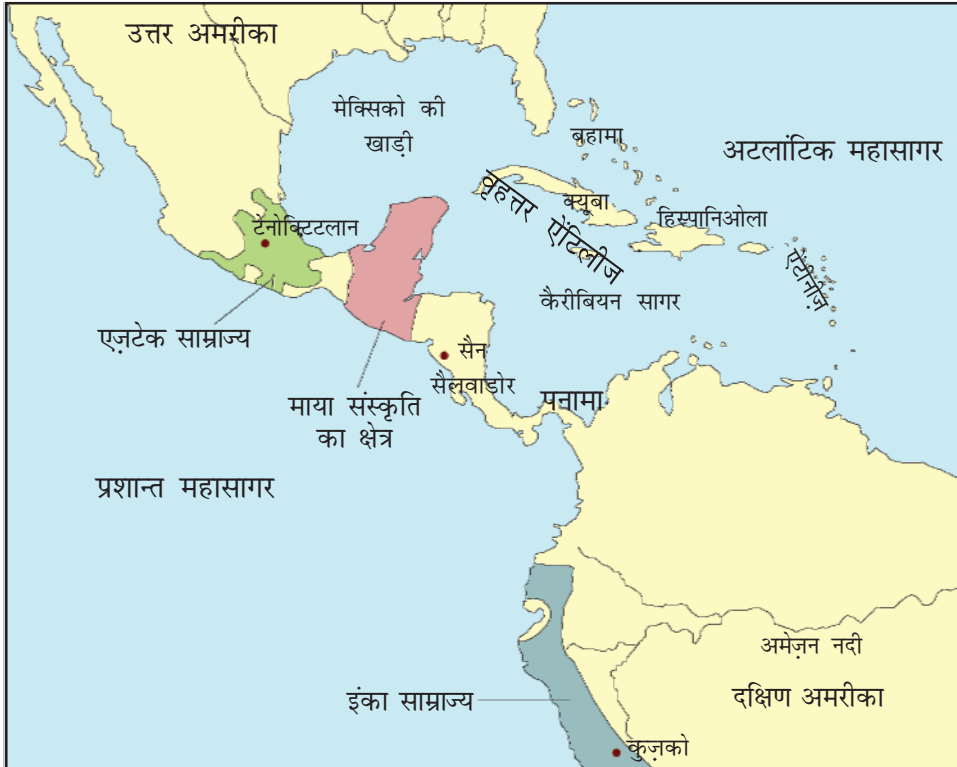 उत्तर अमरीका
मेक्सिको की
खाड़ी
बहामा
अटलांटिक महासागर
वृहत्तर ऐंटिलीज
क्यूबा
हिस्पानिओला
टेनोक्टिटलान
ऐंटीनीज़
कैरीबियन सागर
एज़टेक साम्राज्य
सैन
सैलवाडोर
माया संस्कृति
का क्षेत्र
पनामा
प्रशान्त महासागर
अमेज़न नदी
इंका साम्राज्य
दक्षिण अमरीका
कुज़को